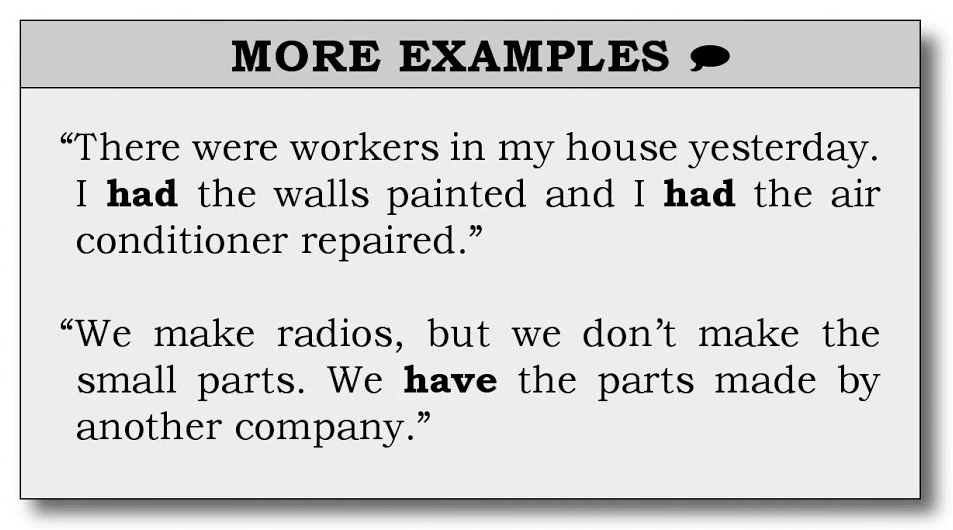 MORE EXAMPLES
“There were workers in my house yesterday.
I had the walls painted and I had the air
conditioner repaired.”
“We make radios, but we don’t make the
small parts. We have the parts made by
another company.”